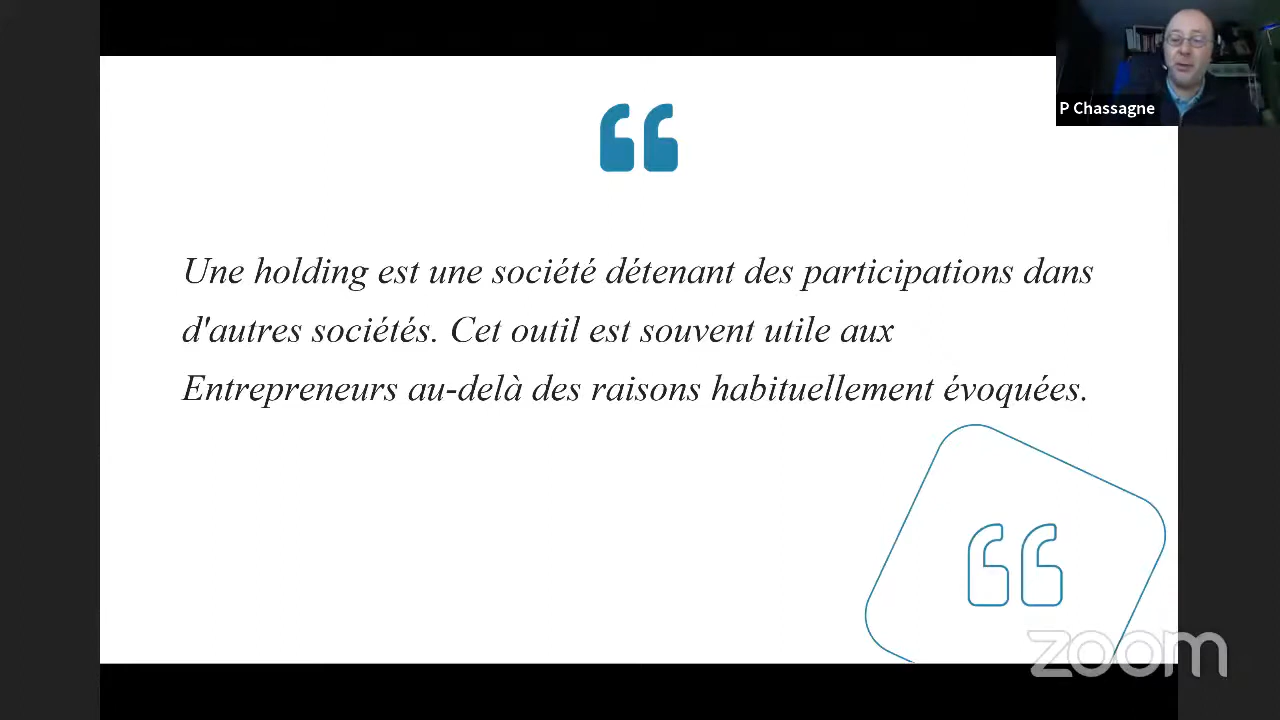 P Chassagne
Une holding est une société détenant des participations dans
d'autres sociétés. Cet outil est souvent utile aux
Entrepreneurs au-delà des raisons habituellement évoquées.
zoom